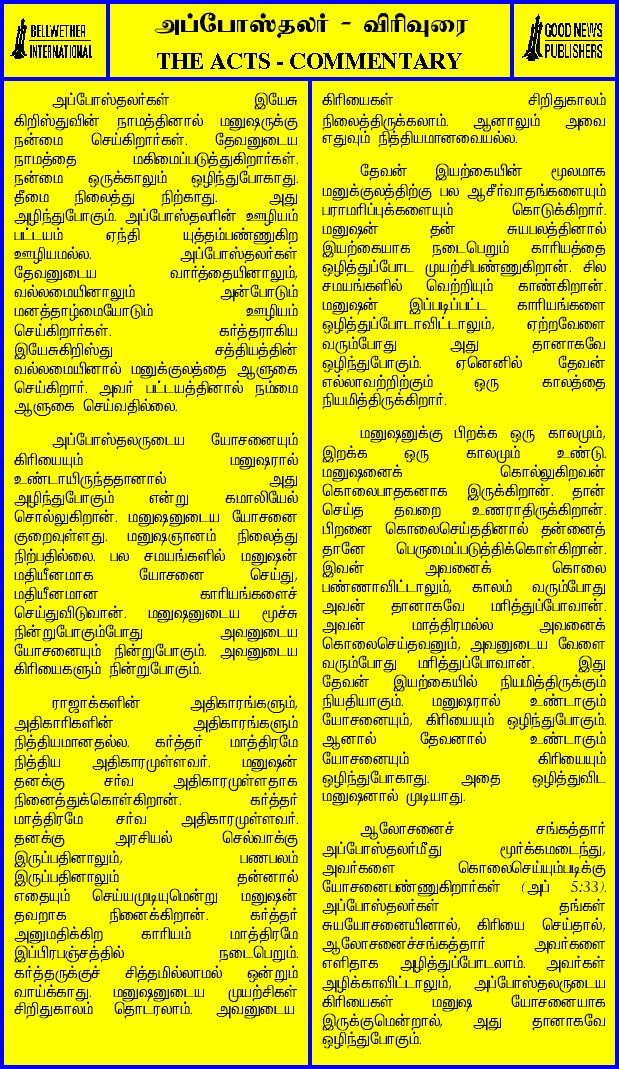 BELLWETHER
INTERNATIONAL
அப்போஸ்தலர் - விரிவுரை
THE ACTS - COMMENTARY
GOOD NEWS
PUBLISHERS
அப்போஸ்தலர்கள் இயேசு
கிறிஸ்துவின் நாமத்தினால் மனுஷருக்கு
நன்மை செய்கிறார்கள். தேவனுடைய
நாமத்தை மகிமைப்படுத்துகிறார்கள்.
நன்மை ஒருக்காலும் ஒழிந்துபோகாது.
தீமை நிலைத்து நிற்காது. அது
அழிந்துபோகும். அப்போஸ்தலரின் ஊழியம்
பட்டயம் ஏந்தி யுத்தம்பண்ணுகிற
ஊழியமல்ல. அப்போஸ்தலர்கள்
தேவனுடைய வார்த்தையினாலும்,
வல்லமையினாலும் அன்போடும்
மனத்தாழ்மையோடும் ஊழியம்
செய்கிறார்கள். கர்த்தராகிய
இயேசுகிறிஸ்து சத்தியத்தின்
வல்லமையினால் மனுக்குலத்தை ஆளுகை
செய்கிறார். அவர் பட்டயத்தினால் நம்மை
ஆளுகை செய்வதில்லை.
அப்போஸ்தலருடைய யோசனையும்
கிரியையும் மனுஷரால்
உண்டாயிருந்ததானால் அது
அழிந்துபோகும் என்று கமாலியேல்
சொல்லுகிறான். மனுஷனுடைய யோசனை
குறைவுள்ளது. மனுஷஞானம் நிலைத்து
நிற்பதில்லை. பல சமயங்களில் மனுஷன்
மதியீனமாக யோசனை செய்து,
மதியீனமான காரியங்களைச்
செய்துவிடுவான். மனுஷனுடைய மூச்சு
நின்றுபோகும்போது அவனுடைய
யோசனையும் நின்றுபோகும். அவனுடைய
கிரியைகளும் நின்றுபோகும்.
ராஜாக்களின் அதிகாரங்களும்,
அதிகாரிகளின் அதிகாரங்களும்
நித்தியமானதல்ல. கர்த்தர் மாத்திரமே
நித்திய அதிகாரமுள்ளவர். மனுஷன்
தனக்கு சர்வ அதிகாரமுள்ளதாக
நினைத்துக்கொள்கிறான். கர்த்தர்
மாத்திரமே சர்வ அதிகாரமுள்ளவர்.
தனக்கு அரசியல் செல்வாக்கு
இருப்பதினாலும், பணபலம்
இருப்பதினாலும் தன்னால்
எதையும் செய்யமுடியுமென்று மனுஷன்
தவறாக நினைக்கிறான். கர்த்தர்
அனுமதிக்கிற காரியம் மாத்திரமே
இப்பிரபஞ்சத்தில் நடைபெறும்.
கர்த்தருக்குச் சித்தமில்லாமல் ஒன்றும்
வாய்க்காது. மனுஷனுடைய முயற்சிகள்
சிறிதுகாலம் தொடரலாம். அவனுடைய
கிரியைகள் சிறிதுகாலம்
நிலைத்திருக்கலாம். ஆனாலும் அவை
எதுவும் நித்தியமானவையல்ல.
தேவன் இயற்கையின் மூலமாக
மனுக்குலத்திற்கு பல ஆசீர்வாதங்களையும்
பராமரிப்புக்களையும் கொடுக்கிறார்.
மனுஷன் தன் சுயபலத்தினால்
இயற்கையாக நடைபெறும் காரியத்தை
ஒழித்துப்போட முயற்சிபண்ணுகிறான். சில
சமயங்களில் வெற்றியும் காண்கிறான்.
மனுஷன் இப்படிப்பட்ட காரியங்களை
ஒழித்துப்போடாவிட்டாலும், ஏற்றவேளை
வரும்போது அது தானாகவே
ஒழிந்துபோகும். ஏனெனில் தேவன்
எல்லாவற்றிற்கும் ஒரு காலத்தை
நியமித்திருக்கிறார்.
மனுஷனுக்கு பிறக்க ஒரு காலமும்,
இறக்க ஒரு காலமும் உண்டு.
மனுஷனைக் கொல்லுகிறவன்
கொலைபாதகனாக இருக்கிறான். தான்
செய்த தவறை உணராதிருக்கிறான்.
பிறனை கொலைசெய்ததினால் தன்னைத்
தானே பெருமைப்படுத்திக்கொள்கிறான்.
இவன் அவனைக் கொலை
பண்ணாவிட்டாலும், காலம் வரும்போது
அவன் தானாகவே மரித்துப்போவான்.
அவன் மாத்திரமல்ல அவனைக்
கொலைசெய்தவனும், அவனுடைய வேளை
வரும்போது மரித்துப்போவான். இது
தேவன் இயற்கையில் நியமித்திருக்கும்
நியதியாகும். மனுஷரால் உண்டாகும்
யோசனையும், கிரியையும் ஒழிந்துபோகும்.
ஆனால் தேவனால் உண்டாகும்
யோசனையும் கிரியையும்
ஒழிந்துபோகாது. அதை ஒழித்துவிட
மனுஷனால் முடியாது.
ஆலோசனைச் சங்கத்தார்
அப்போஸ்தலர்மீது மூர்க்கமடைந்து,
அவர்களை கொலைசெய்யும்படிக்கு
யோசனைபண்ணுகிறார்கள் (அப் 5:33).
அப்போஸ்தலர்கள் தங்கள்
சுயயோசனையினால், கிரியை செய்தால்,
ஆலோசனைச்சங்கத்தார் அவர்களை
எளிதாக அழித்துப்போடலாம். அவர்கள்
அழிக்காவிட்டாலும், அப்போஸ்தலருடைய
கிரியைகள் மனுஷ யோசனையாக
இருக்குமென்றால், அது தானாகவே
ஒழிந்துபோகும்.